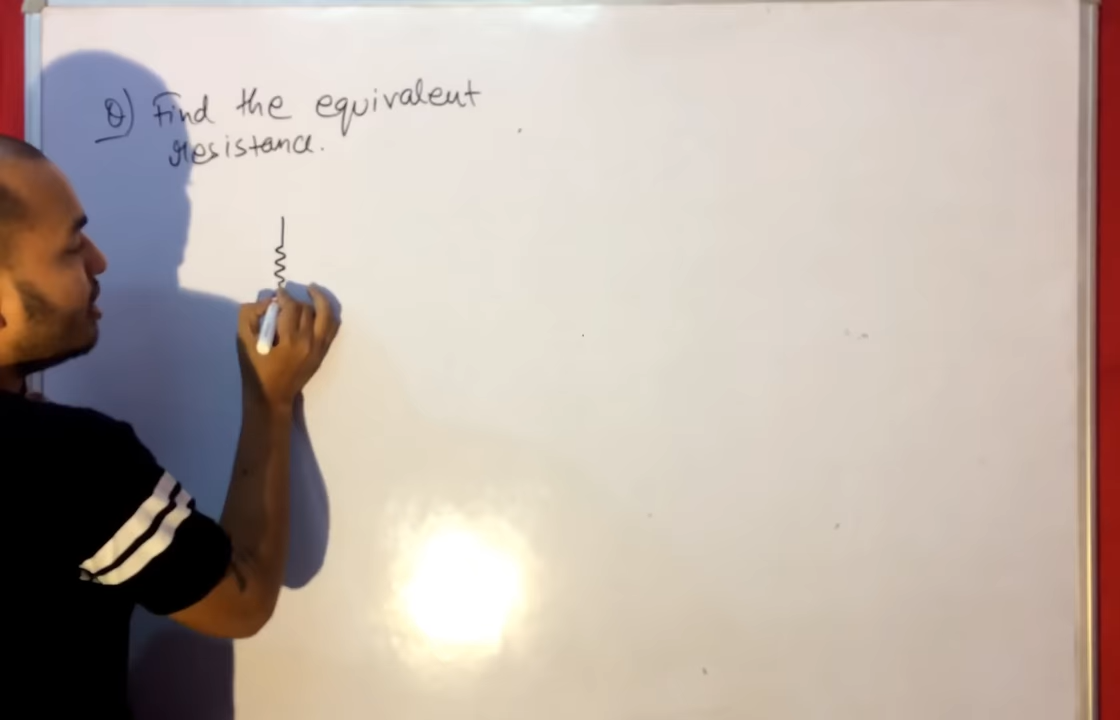 Q) Find the equivalent
resistance.